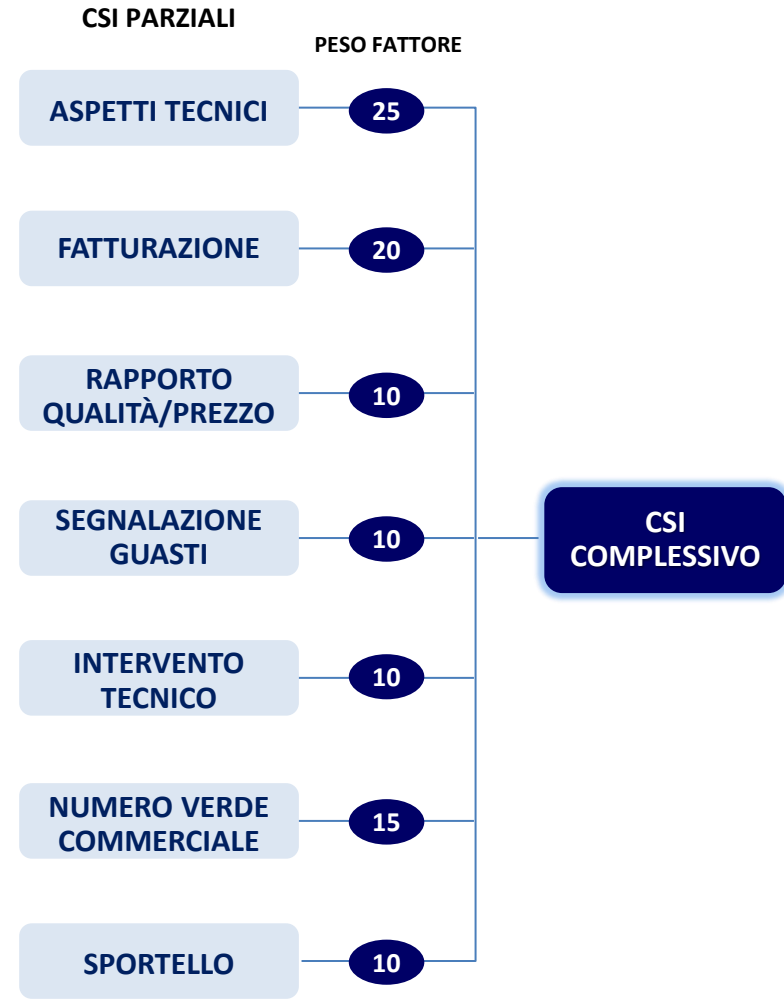 CSI PARZIALI
PESO FATTORE
ASPETTI TECNICI
25
FATTURAZIONE
20
RAPPORTO
QUALITÀ/PREZZO
10
SEGNALAZIONE
GUASTI
10
CSI
COMPLESSIVO
INTERVENTO
TECNICO
10
NUMERO VERDE
COMMERCIALE
15
SPORTELLO
10